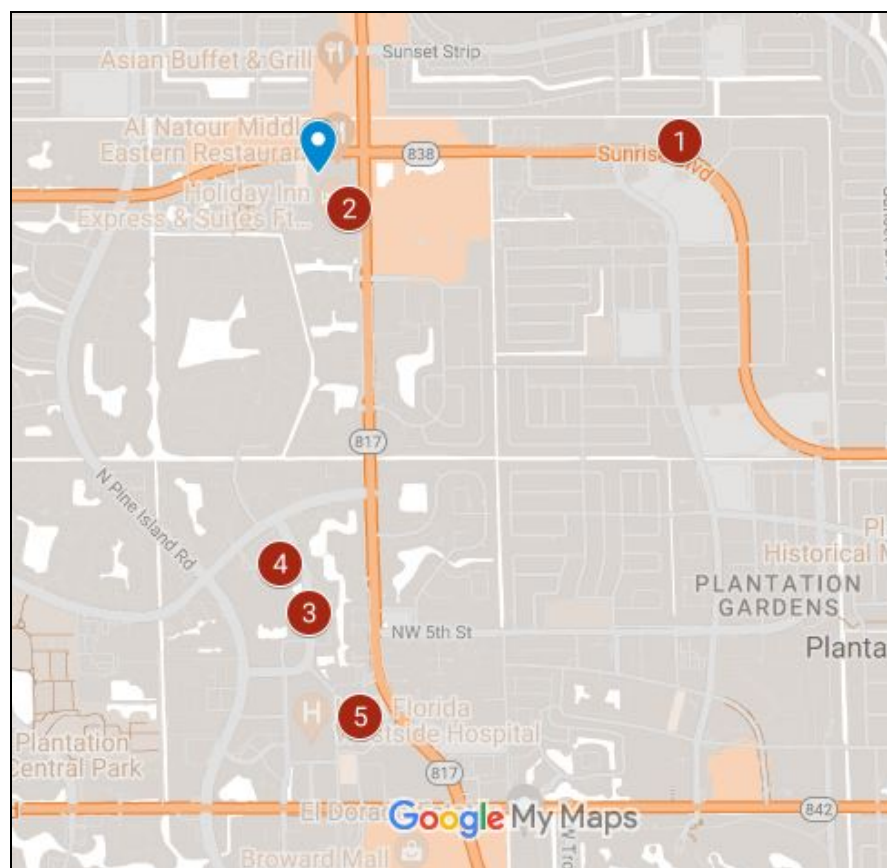 Sunset Strip
Asian Buffet & Grill
Al Natour Middle
Eastern Restauran
838
Sunrise Blvd
1
Holiday Inn
Express & Suites Ft...
2
817
N Pine Island Rd
4
3
Historical
PLANTATION
GARDENS
NW 5th St
Planta
H
Florida
Westside Hospital
5
Plantation
Central Park
817
El Dorado
842
Google My Maps
Broward Mall